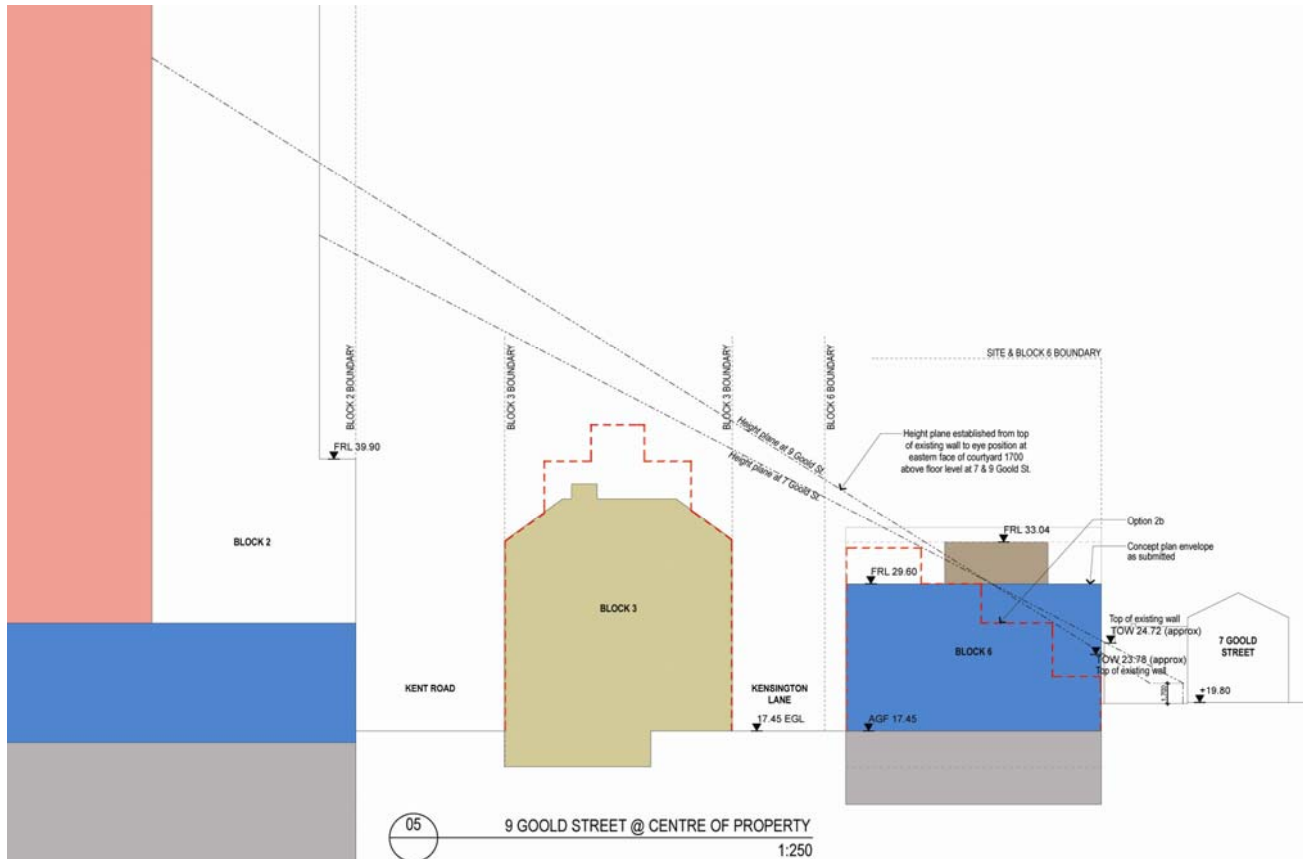 BLOCK 2 BOUNDARY
BLOCK 3 BOUNDARY
BLOCK 3 BOUNDARY
BLOCK 6 BOUNDARY
SITE & BLOCK 6 BOUNDARY
FRL 39.90
Height plane at 9 Goold St.
Height plane at 7 Goold St.
Height plane established from top
of existing wall to eye position at
eastern face of courtyard 1700
above floor level at 7 & 9 Goold St.
Option 2b
Concept plan envelope
as submitted
FRL 33.04
FRL 29.60
BLOCK 2
BLOCK 3
BLOCK 6
Top of existing wall
TOW 24.72 (approx)
TOW 23.78 (approx)
Top of existing wall
7 GOOLD
STREET
1,700
+19.80
KENT ROAD
KENSINGTON
LANE
17.45 EGL
AGF 17.45
05
9 GOOLD STREET @ CENTRE OF PROPERTY
1:250